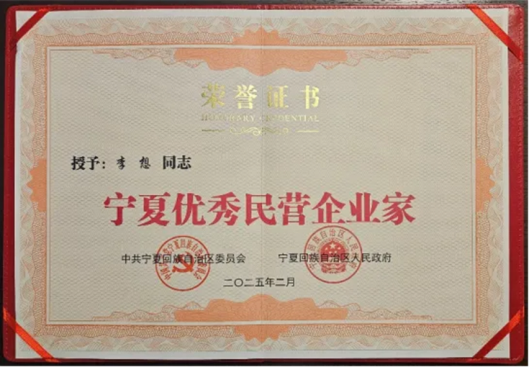 荣誉证书
HONORARY CREDENTIAL
授予：李想 同志
宁夏优秀民营企业家
中共宁夏回族自治区委员会 宁夏回族自治区人民政府
二〇二五年二月